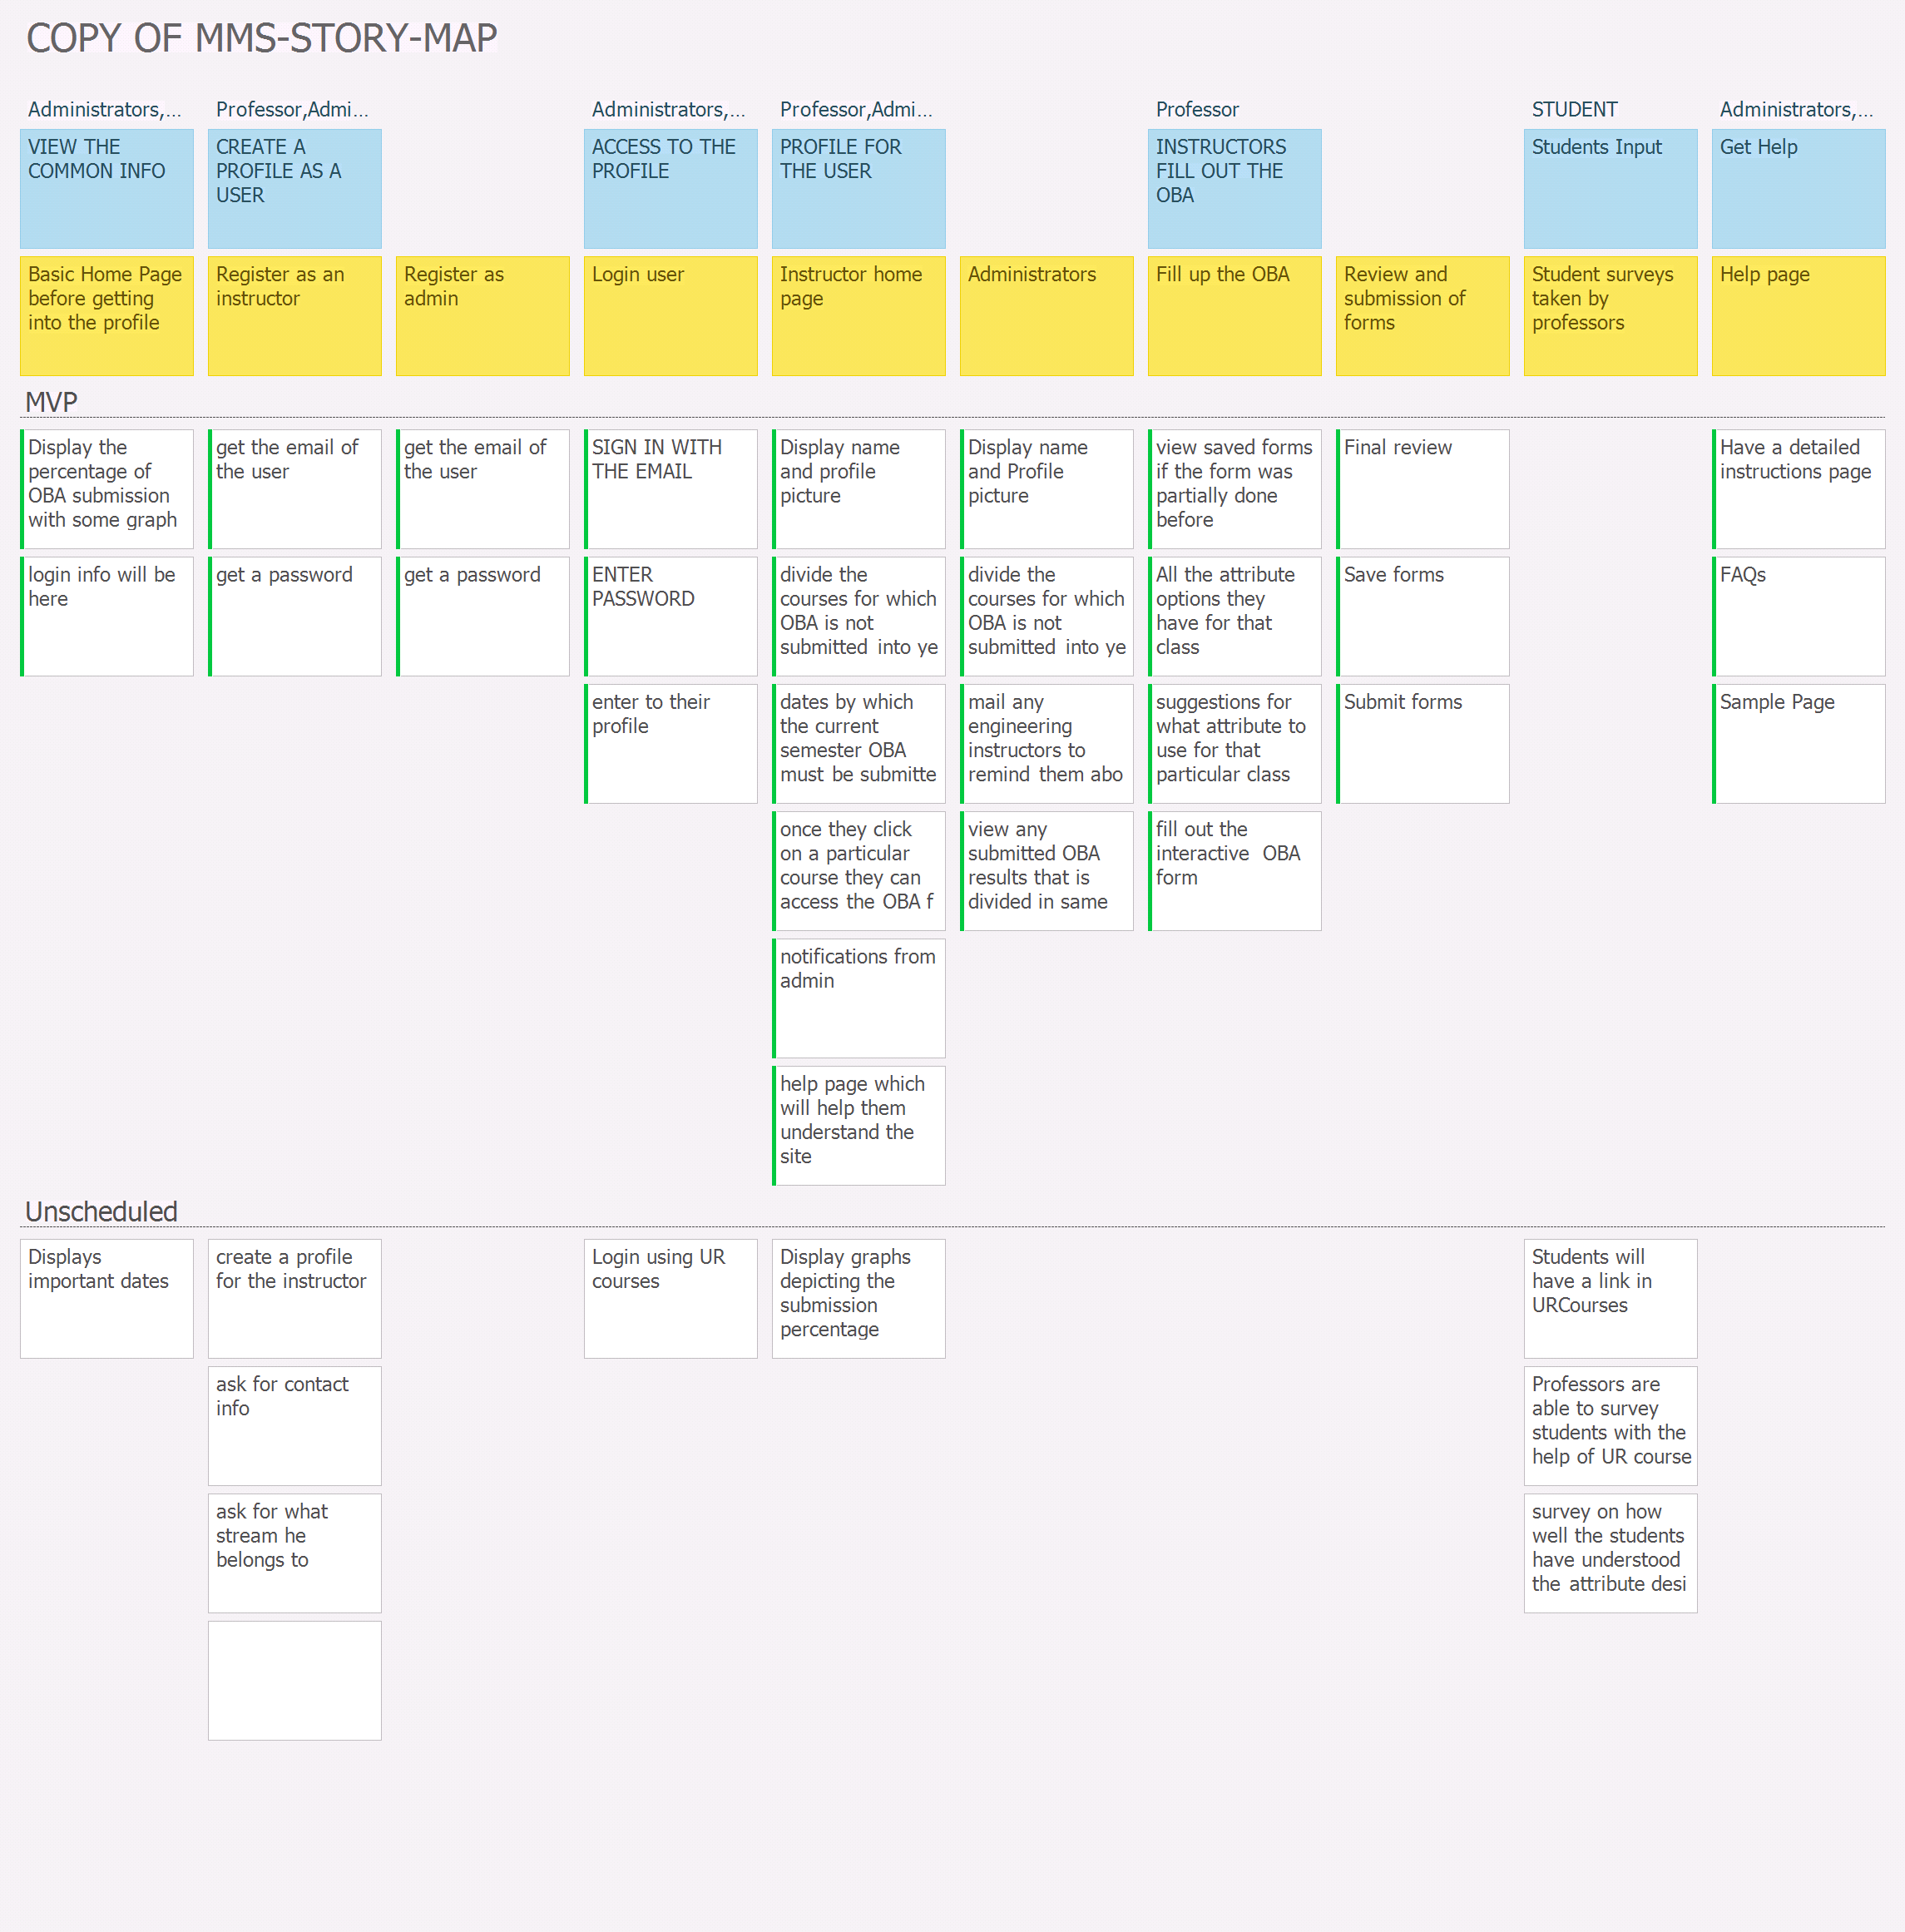 COPY OF MMS-STORY-MAP
Administrators,...
Professor,Admi...
Administrators,...
Professor,Admi...
Professor
STUDENT
Administrators,...
VIEW THE
COMMON INFO
CREATE A
PROFILE AS A
USER
ACCESS TO THE
PROFILE
PROFILE FOR
THE USER
INSTRUCTORS
FILL OUT THE
OBA
Students Input
Get Help
Basic Home Page
before getting
into the profile
Register as an
instructor
Register as
admin
Login user
Instructor home
page
Administrators
Fill up the OBA
Review and
submission of
forms
Student surveys
taken by
professors
Help page
MVP
Display the
percentage of
OBA submission
with some graph
get the email of
the user
get the email of
the user
SIGN IN WITH
THE EMAIL
Display name
and profile
picture
Display name
and Profile
picture
view saved forms
if the form was
partially done
before
Final review
Have a detailed
instructions page
login info will be
here
get a password
get a password
ENTER
PASSWORD
divide the
courses for which
OBA is not
submitted into ye
divide the
courses for which
OBA is not
submitted into ye
All the attribute
options they
have for that
class
Save forms
FAQs
enter to their
profile
dates by which
the current
semester OBA
must be submitte
mail any
engineering
instructors to
remind them abo
suggestions for
what attribute to
use for that
particular class
Submit forms
Sample Page
once they click
on a particular
course they can
access the OBA f
view any
submitted OBA
results that is
divided in same
fill out the
interactive OBA
form
notifications from
admin
help page which
will help them
understand the
site
Unscheduled
Displays
important dates
create a profile
for the instructor
Login using UR
courses
Display graphs
depicting the
submission
percentage
Students will
have a link in
URCourses
ask for contact
info
Professors are
able to survey
students with the
help of UR course
ask for what
stream he
belongs to
survey on how
well the students
have understood
the attribute desi